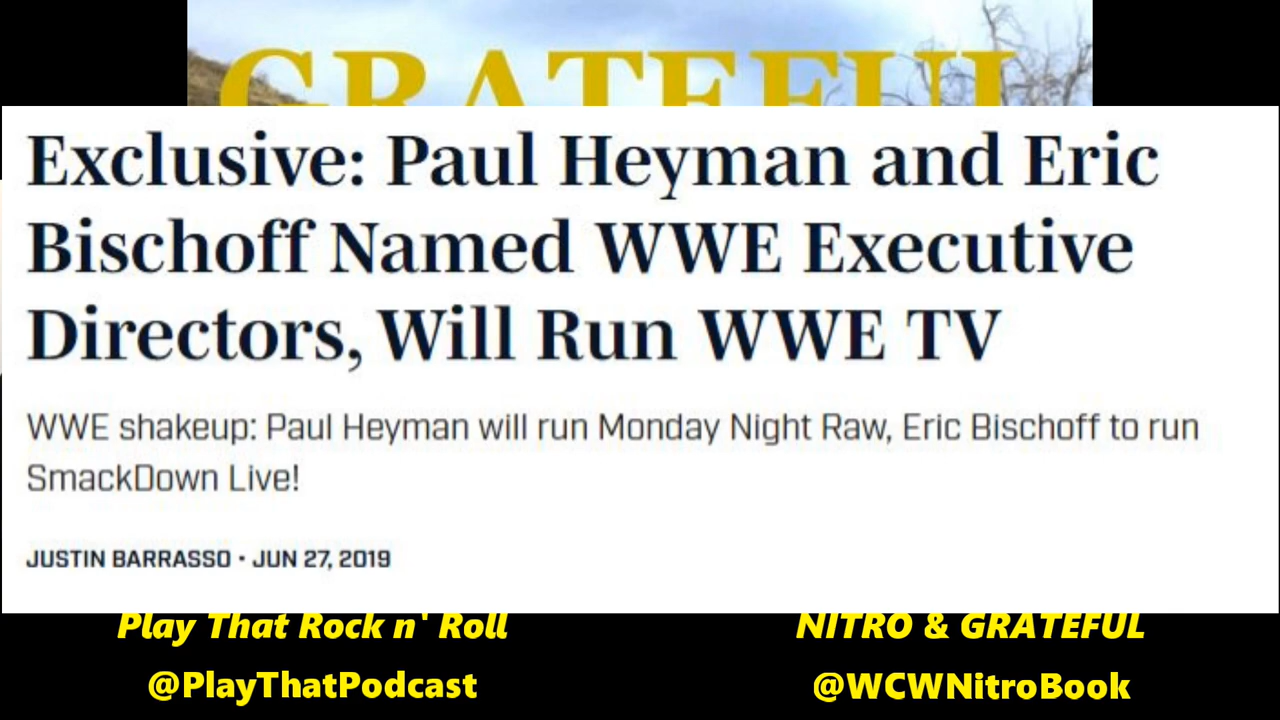 GRATEFUL
Exclusive: Paul Heyman and Eric
Bischoff Named WWE Executive
Directors, Will Run WWE TV
WWE shakeup: Paul Heyman will run Monday Night Raw, Eric Bischoff to run
SmackDown Live!
JUSTIN BARRASSO • JUN 27, 2019
Play That Rock n' Roll
NITRO & GRATEFUL
@PlayThatPodcast
@WCWNitroBook